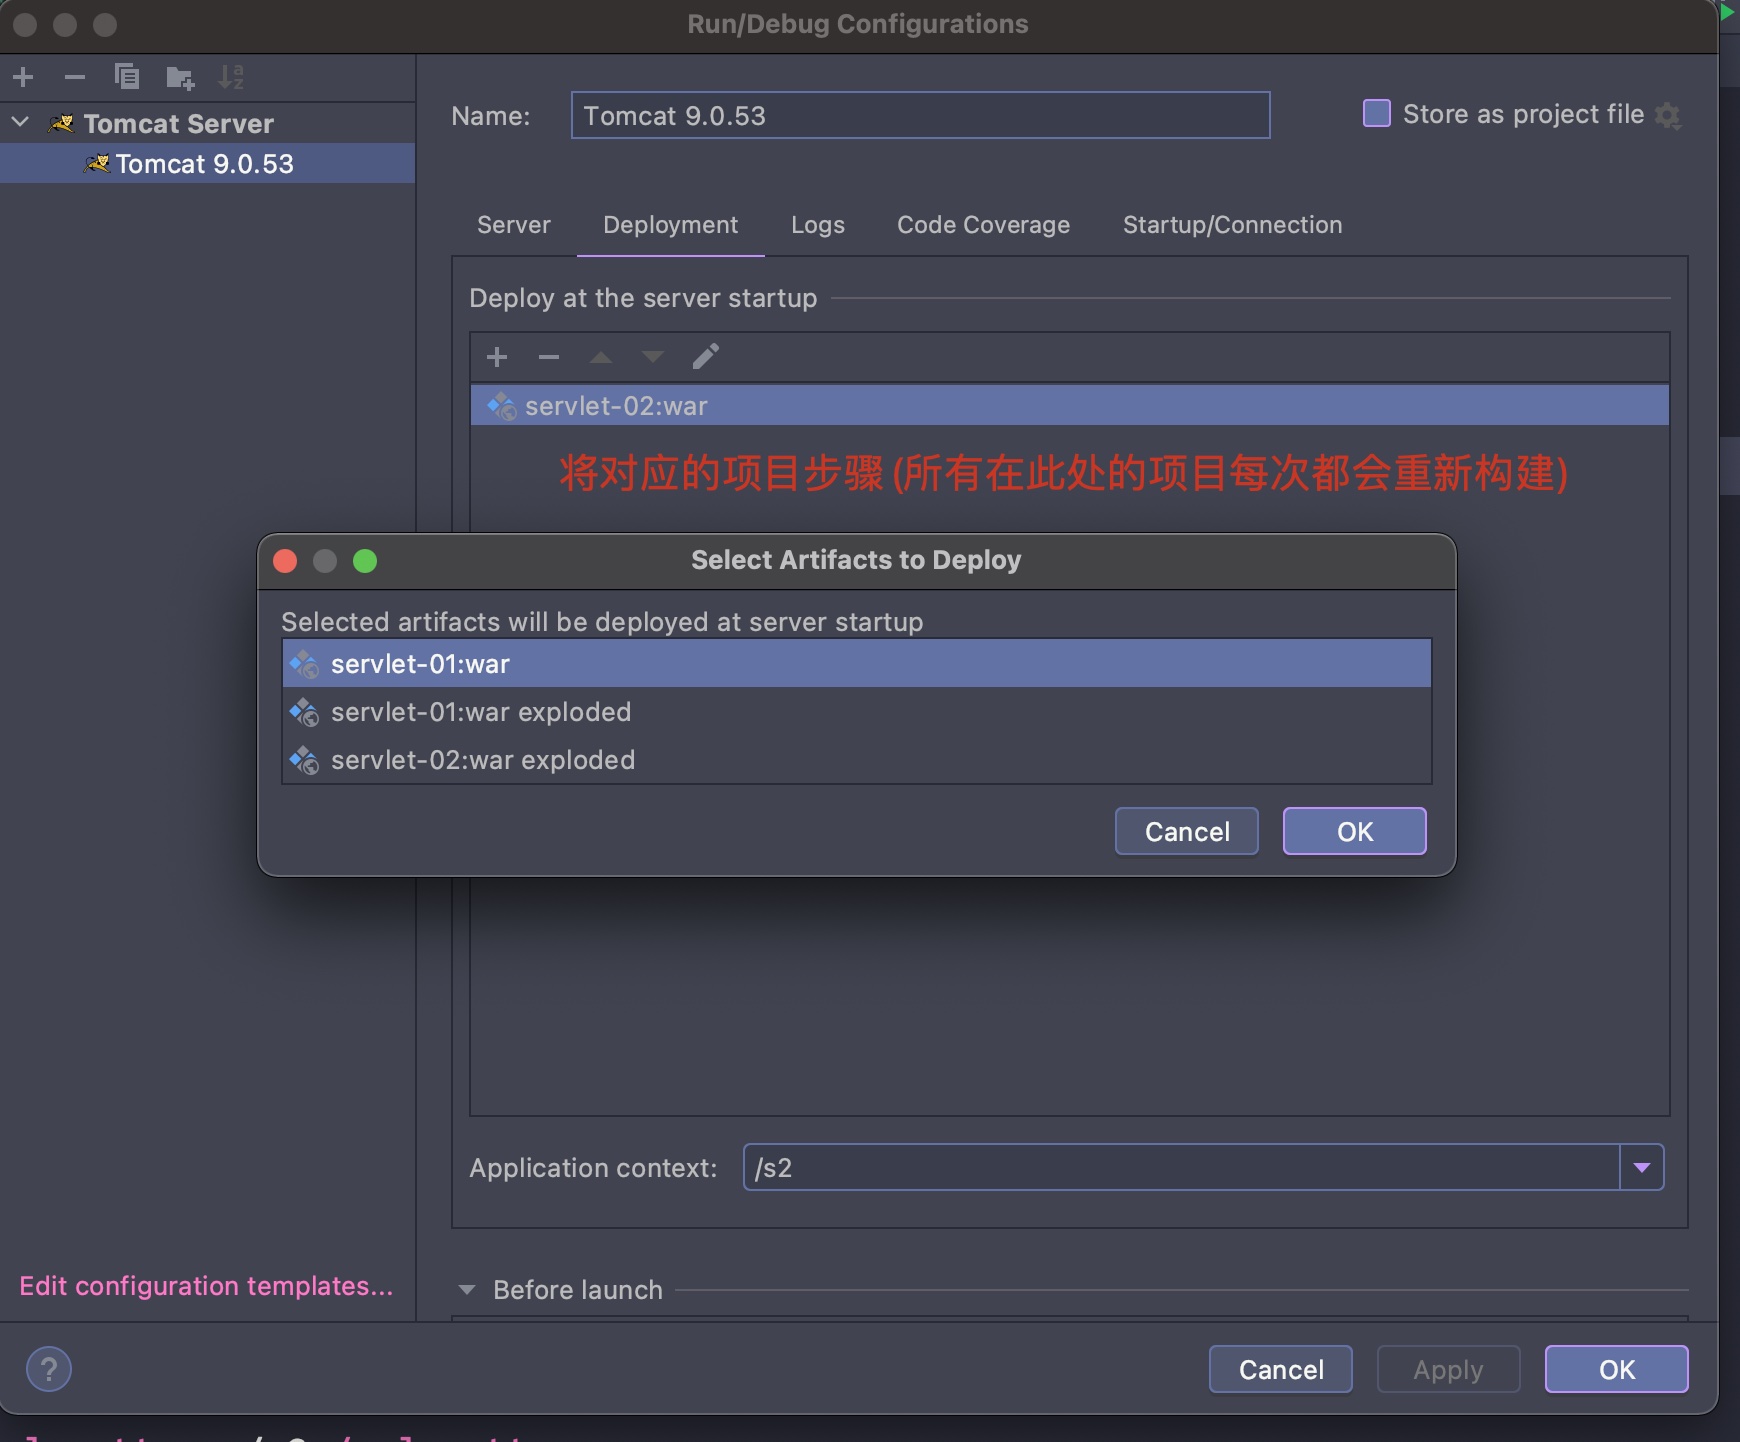 Run/Debug Configurations
Tomcat Server
Tomcat 9.0.53
Name:
Tomcat 9.0.53
Store as project file
Server
Deployment
Logs
Code Coverage
Startup/Connection
Deploy at the server startup
servlet-02:war
将对应的项目步骤(所有在此处的项目每次都会重新构建)
Select Artifacts to Deploy
Selected artifacts will be deployed at server startup
servlet-01:war
servlet-01:war exploded
servlet-02:war exploded
Cancel
OK
Application context:
/s2
Edit configuration templates...
Before launch
?
Cancel
Apply
OK